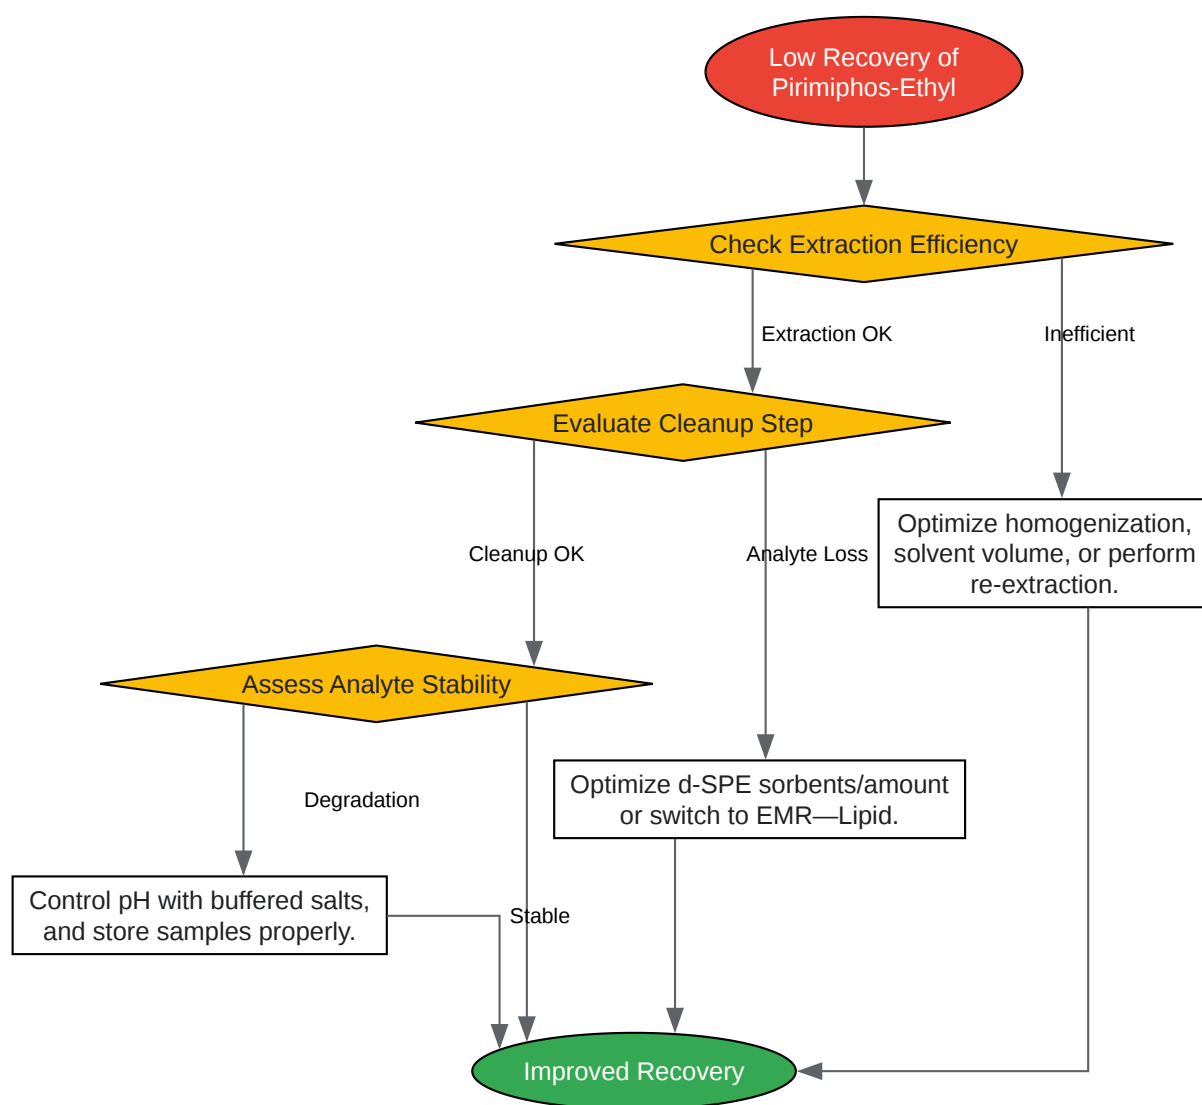 Low Recovery of
Pirimiphos-Ethyl
Check Extraction Efficiency
Extraction OK
Inefficient
Evaluate Cleanup Step
Optimize homogenization,
solvent volume, or perform
re-extraction.
Cleanup OK
Analyte Loss
Assess Analyte Stability
Optimize d-SPE sorbents/amount
or switch to EMR—Lipid.
Degradation
Control pH with buffered salts,
and store samples properly.
Stable
Improved Recovery